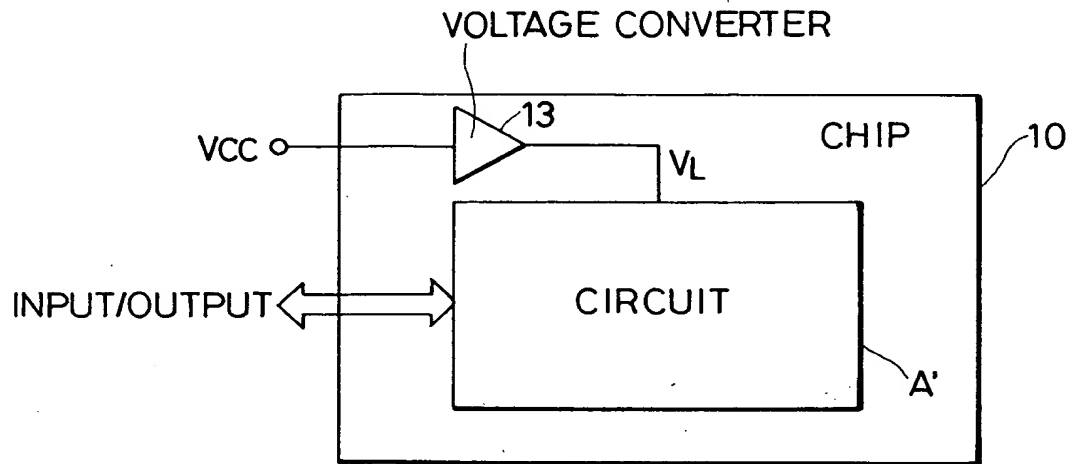 VOLTAGE CONVERTER
13
CHIP
10
VCC
VL
INPUT/OUTPUT
CIRCUIT
A'